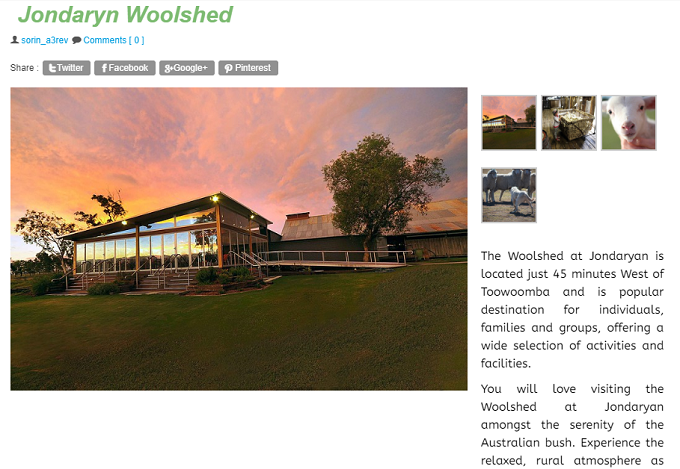 Jondaryn Woolshed
sorin_a3rev Comments [ 0 ]
Share : Twitter Facebook Google+ Pinterest
The Woolshed at Jondaryan is
located just 45 minutes West of
Toowoomba and is popular
destination for individuals,
families and groups, offering a
wide selection of activities and
facilities.
You will love visiting the
Woolshed at Jondaryan
amongst the serenity of the
Australian bush. Experience the
relaxed, rural atmosphere as